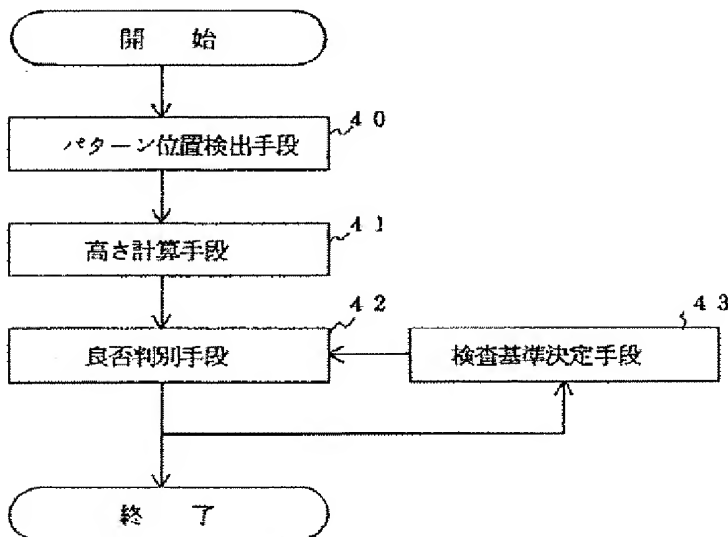 開 始
40
パターン位置検出手段
41
高さ計算手段
42
良否判別手段
43
検査基準決定手段
終 了